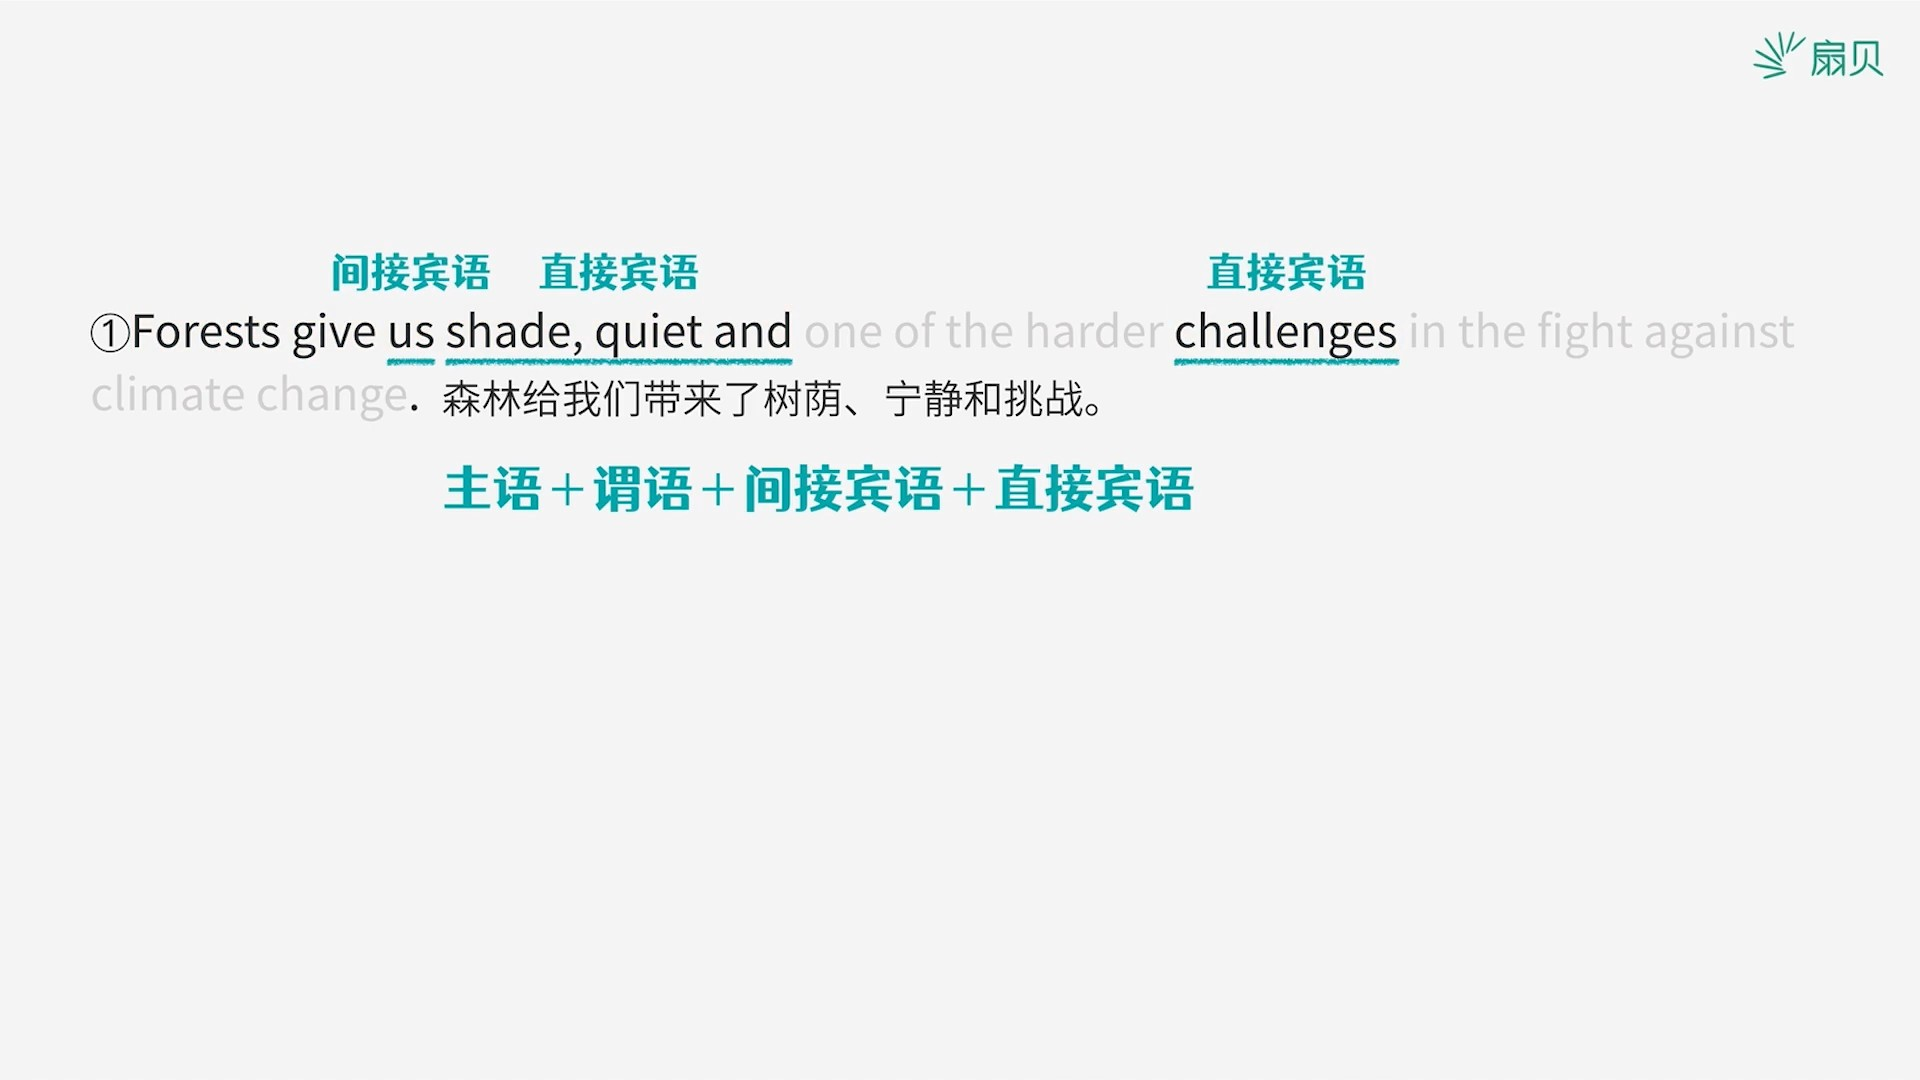 扇贝
间接宾语 直接宾语 直接宾语
①Forests give us shade, quiet and one of the harder challenges in the fight against
climate change. 森林给我们带来了树荫、宁静和挑战。
主语+谓语+间接宾语+直接宾语